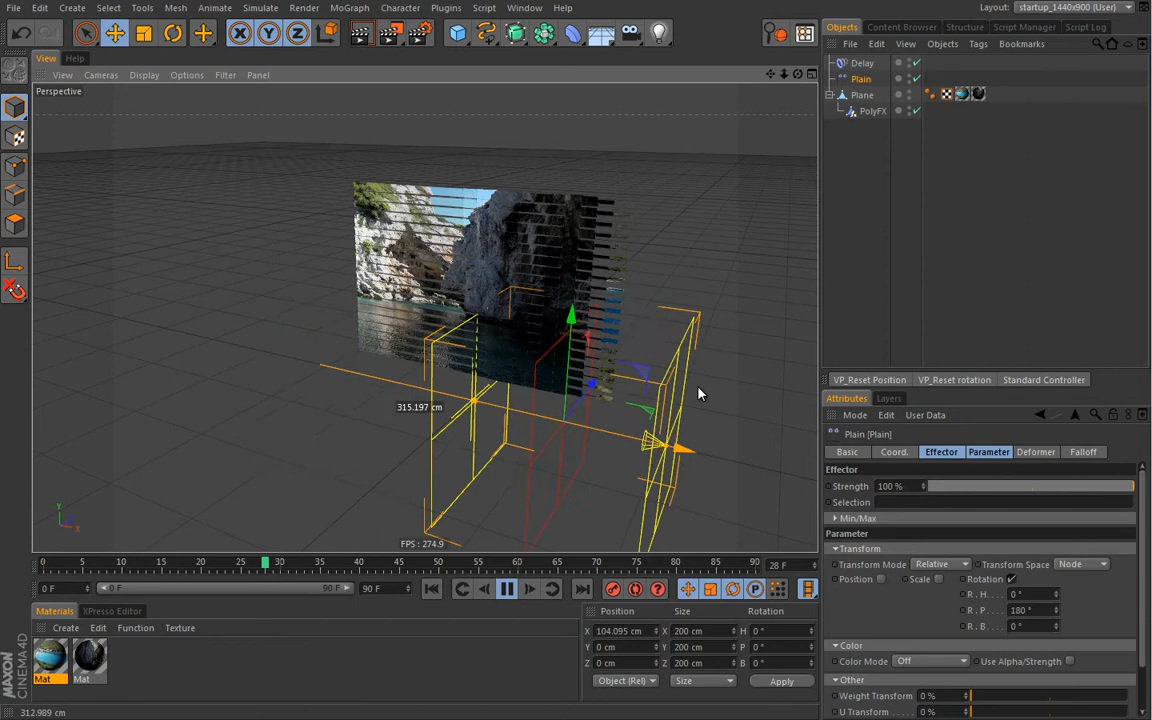 File Edit Create Select Tools Mesh Animate Simulate Render MoGraph Character Plugins Script Window Help Layout: startup_1440x900 (User)
X Y Z
Objects Content Browser Structure Script Manager Script Log
View Help
File Edit View Objects Tags Bookmarks
View Cameras Display Options Filter Panel
Perspective
Delay
Plain
Plane
PolyFX
315.197 cm
Y
X
FPS : 274.9
VP_Reset Position VP_Reset rotation Standard Controller
Attributes Layers
Mode Edit User Data
Plain [Plain]
Basic Coord. Effector Parameter Deformer Falloff
Effector
Strength 100 %
Selection
Min/Max
Parameter
Transform
Transform Mode Relative Transform Space Node
Position Scale Rotation
R . H 0 °
R . P 180 °
R . B 0 °
Color
Color Mode Off Use Alpha/Strength
Other
Weight Transform 0 %
U Transform 0 %
0 5 10 15 20 25 30 35 40 45 50 55 60 65 70 75 80 85 90 28 F
0 F 0 F 90 F 90 F
Materials XPresso Editor
Create Edit Function Texture
Mat Mat
Position Size Rotation
X 104.095 cm X 200 cm H 0 °
Y 0 cm Y 200 cm P 0 °
Z 0 cm Z 200 cm B 0 °
Object (Rel) Size Apply
MAXON CINEMA 4D
312.989 cm